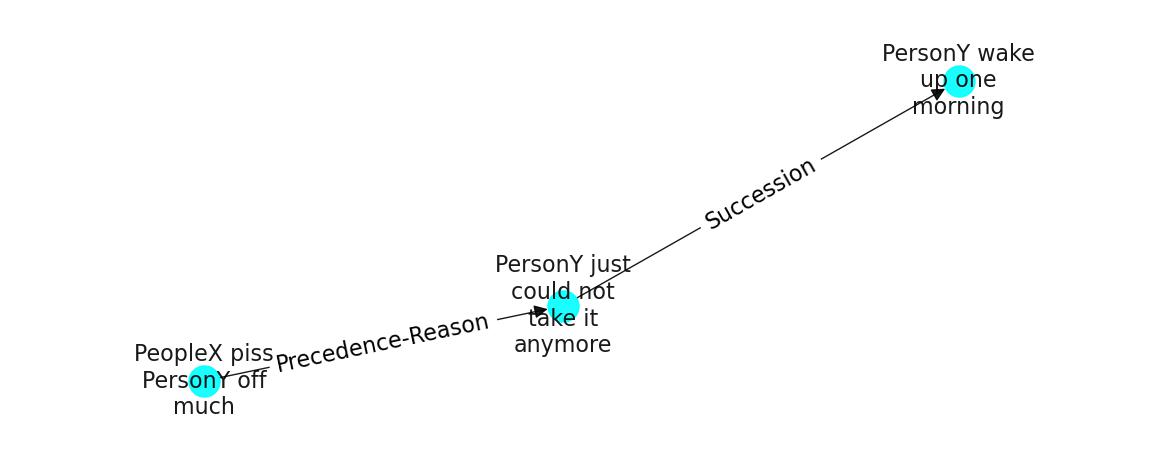 PersonY wake
up one
morning
Succession
PersonY just
could not
take it
anymore
Precedence-Reason
PeopleX piss
PersonY off
much